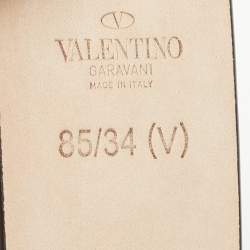 VALENTINO
GARAVANI
MADE IN ITALY
85/34 (V)